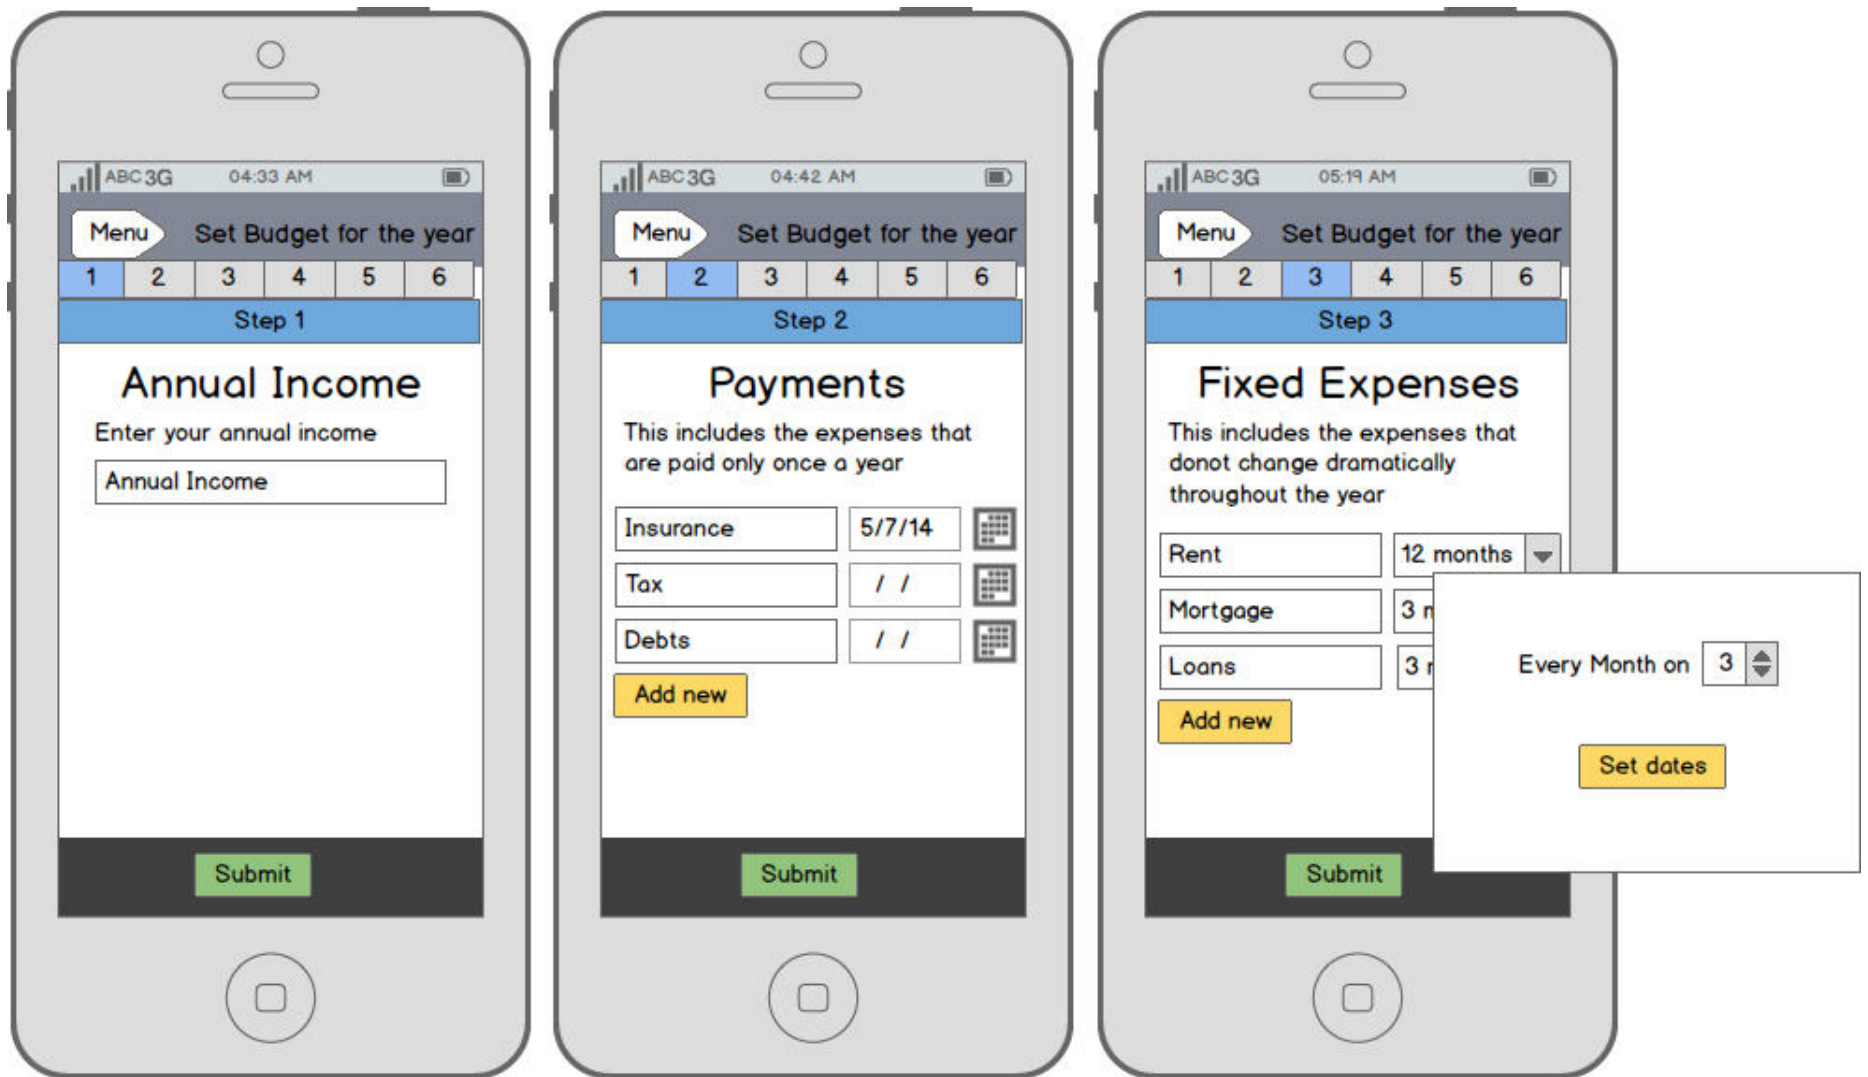 ABC 3G 04:33 AM
Menu Set Budget for the year
1 2 3 4 5 6
Step 1
Annual Income
Enter your annual income
Annual Income
Submit
ABC 3G 04:42 AM
Menu Set Budget for the year
1 2 3 4 5 6
Step 2
Payments
This includes the expenses that
are paid only once a year
Insurance 5/7/14
Tax / /
Debts / /
Add new
Submit
ABC 3G 05:19 AM
Menu Set Budget for the year
1 2 3 4 5 6
Step 3
Fixed Expenses
This includes the expenses that
donot change dramatically
throughout the year
Rent 12 months
Mortgage 3
Loans 3
Add new
Submit
Every Month on 3
Set dates